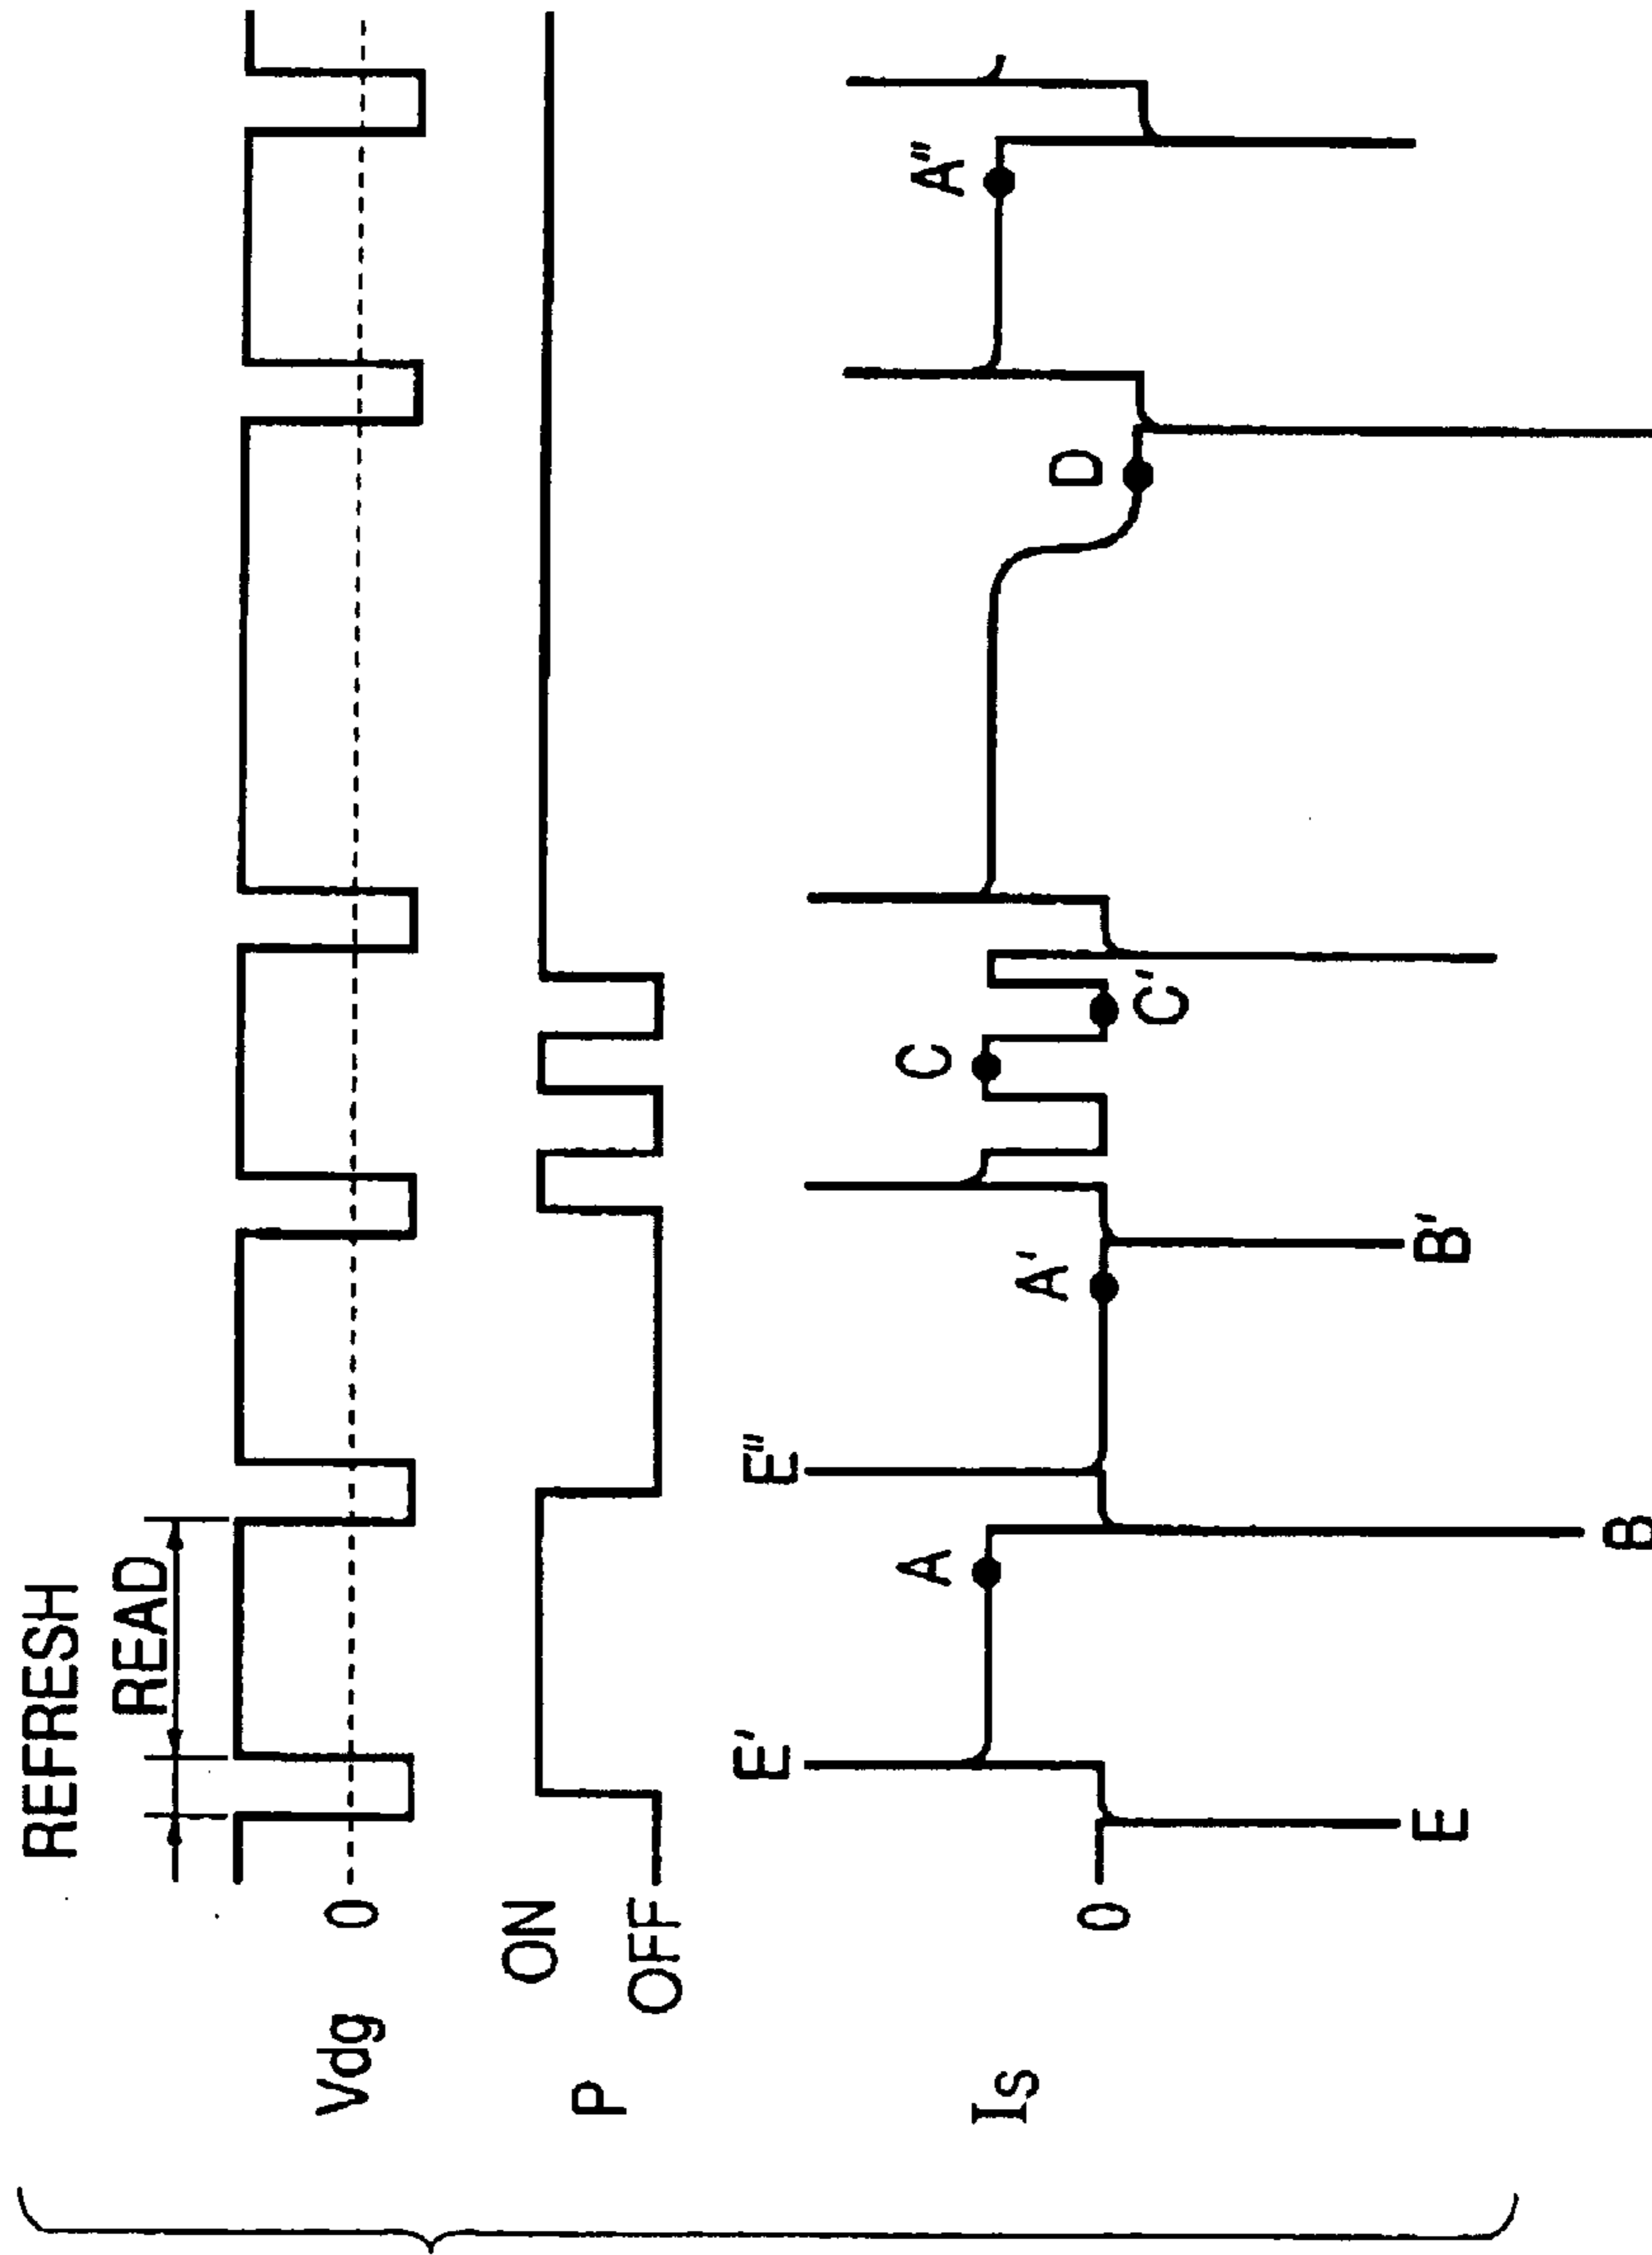 REFRESH
READ
Vdg
0
P
ON
OFF
Is
0
E
E'
A
B
E"
A'
B'
C
C'
D
A"